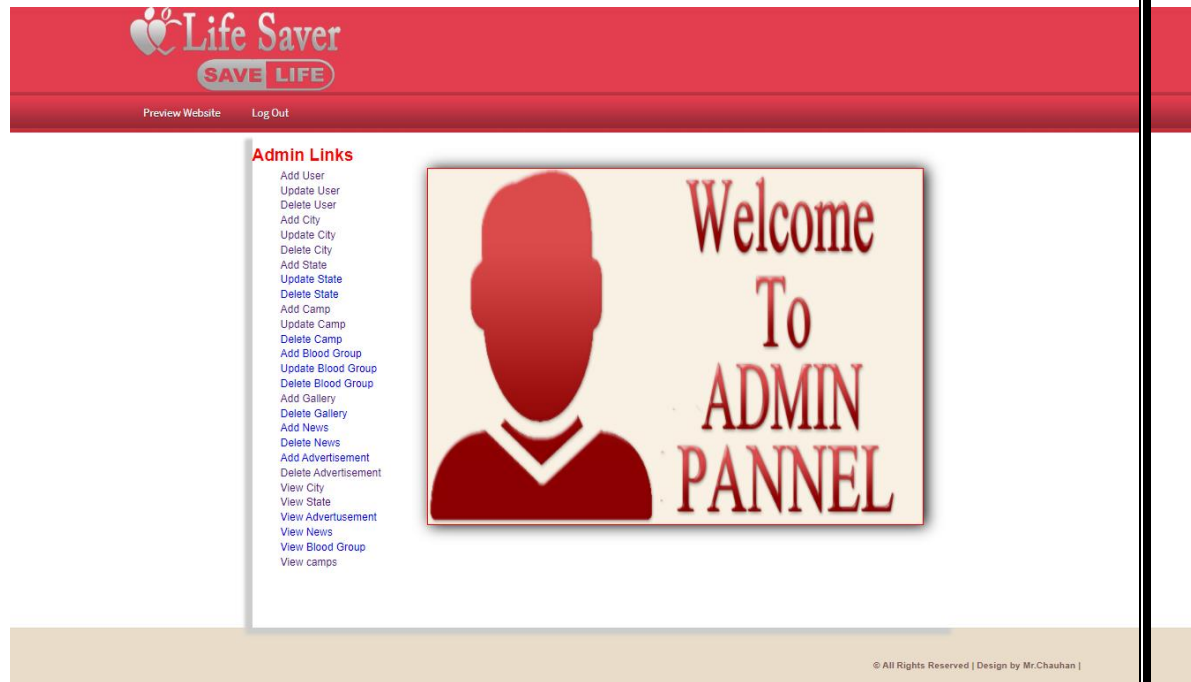 Life Saver
SAVE LIFE
Preview Website Log Out
Admin Links
Add User
Update User
Delete User
Add City
Update City
Delete City
Add State
Update State
Delete State
Add Camp
Update Camp
Delete Camp
Add Blood Group
Update Blood Group
Delete Blood Group
Add Gallery
Delete Gallery
Add News
Delete News
Add Advertisement
Delete Advertisement
View City
View State
View Advertusement
View News
View Blood Group
View camps
Welcome
To
ADMIN
PANNEL
© All Rights Reserved | Design by Mr.Chauhan |